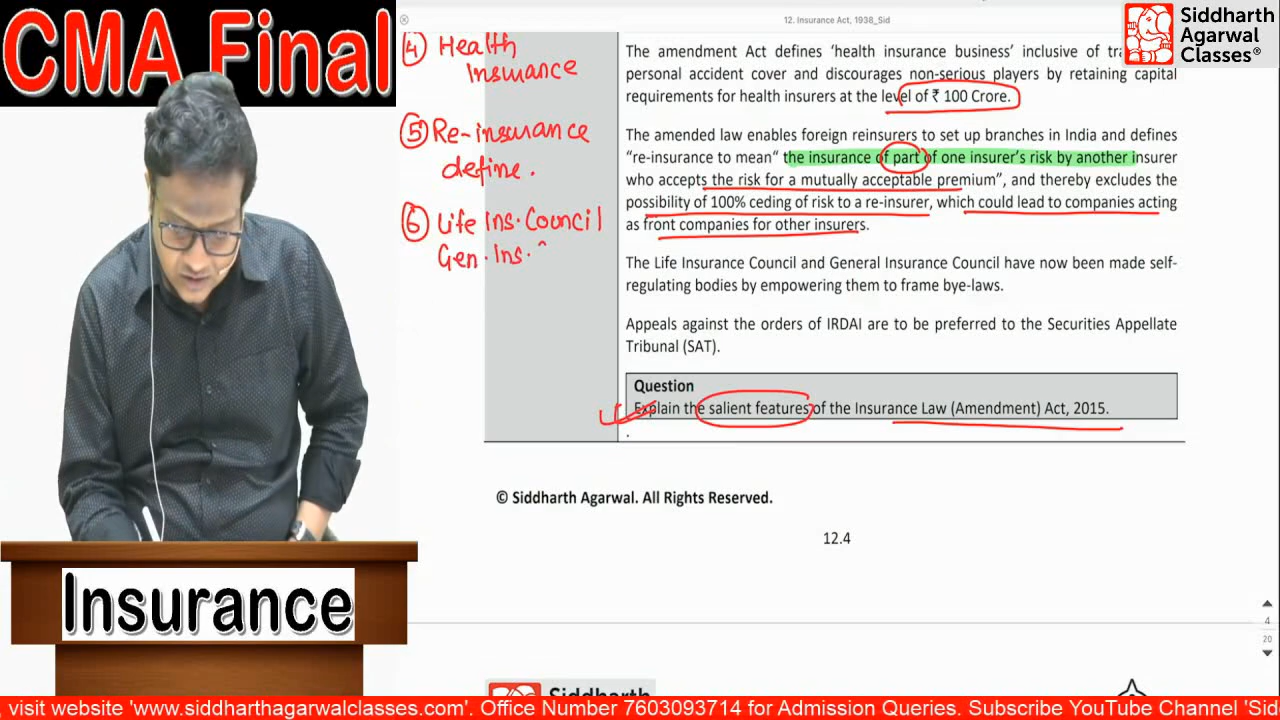 CMA Final
12. Insurance Act, 1938_Sid
Siddharth
Agarwal
Classes®
④ Health
Insurance
⑤ Re-insurance
define.
⑥ Life Ins. Council
Gen. Ins.
The amendment Act defines ‘health insurance business’ inclusive of
personal accident cover and discourages non-serious players by retaining capital
requirements for health insurers at the level of ₹ 100 Crore.
The amended law enables foreign reinsurers to set up branches in India and defines
“re-insurance to mean“ the insurance of part of one insurer’s risk by another insurer
who accepts the risk for a mutually acceptable premium”, and thereby excludes the
possibility of 100% ceding of risk to a re-insurer, which could lead to companies acting
as front companies for other insurers.
The Life Insurance Council and General Insurance Council have now been made self-
regulating bodies by empowering them to frame bye-laws.
Appeals against the orders of IRDAI are to be preferred to the Securities Appellate
Tribunal (SAT).
Question
Explain the salient features of the Insurance Law (Amendment) Act, 2015.
© Siddharth Agarwal. All Rights Reserved.
12.4
Insurance
4
20
Siddharth
, visit website 'www.siddharthagarwalclasses.com'. Office Number 7603093714 for Admission Queries. Subscribe YouTube Channel 'Sid